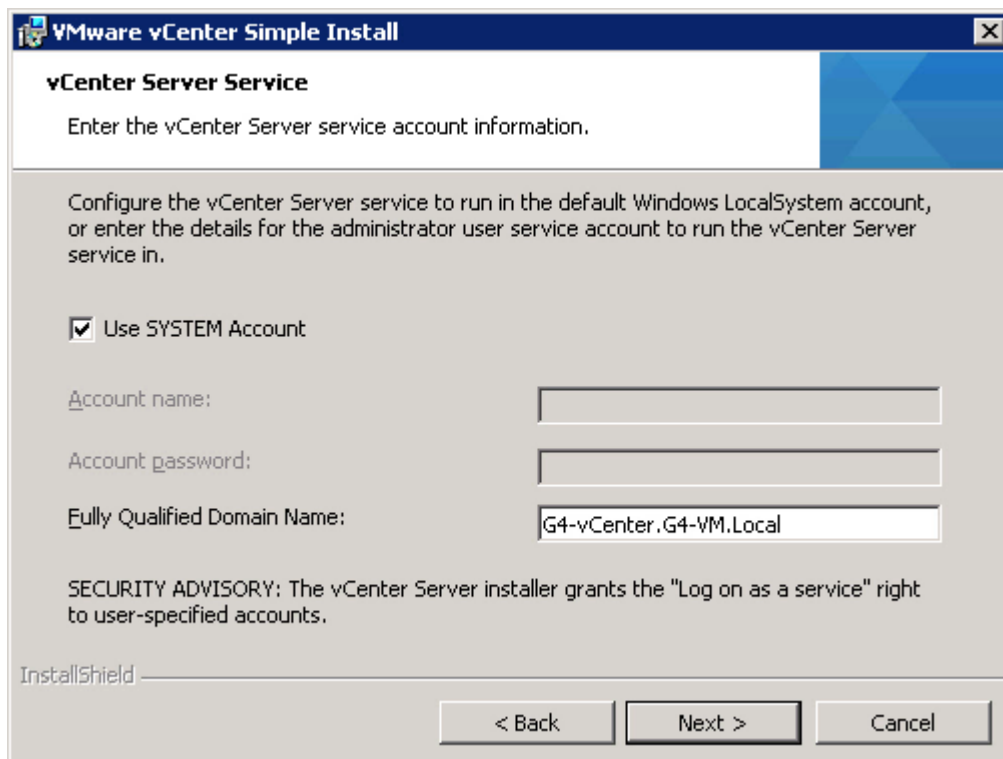 VMware vCenter Simple Install
vCenter Server Service
Enter the vCenter Server service account information.
Configure the vCenter Server service to run in the default Windows LocalSystem account,
or enter the details for the administrator user service account to run the vCenter Server
service in.
Use SYSTEM Account
Account name:
Account password:
Fully Qualified Domain Name:
G4-vCenter.G4-VM.Local
SECURITY ADVISORY: The vCenter Server installer grants the "Log on as a service" right
to user-specified accounts.
InstallShield
< Back
Next >
Cancel